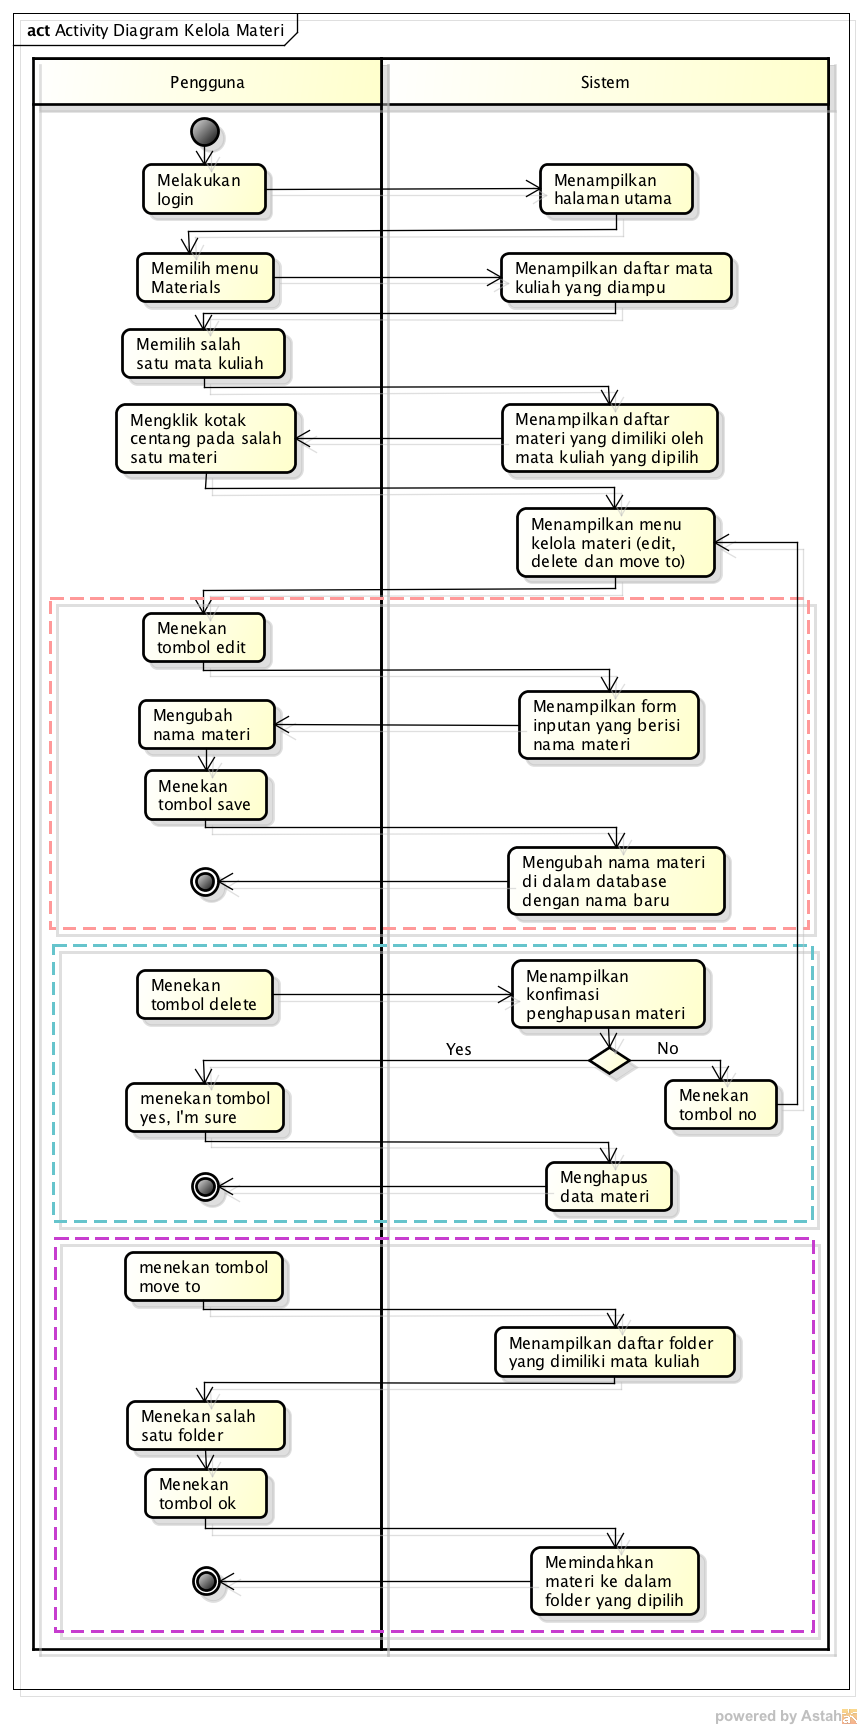 act Activity Diagram Kelola Materi
Pengguna
Sistem
Melakukan
login
Menampilkan
halaman utama
Memilih menu
Materials
Menampilkan daftar mata
kuliah yang diampu
Memilih salah
satu mata kuliah
Mengklik kotak
centang pada salah
satu materi
Menampilkan daftar
materi yang dimiliki oleh
mata kuliah yang dipilih
Menampilkan menu
kelola materi (edit,
delete dan move to)
Menekan
tombol edit
Menampilkan form
inputan yang berisi
nama materi
Mengubah
nama materi
Menekan
tombol save
Mengubah nama materi
di dalam database
dengan nama baru
Menekan
tombol delete
Menampilkan
konfimasi
penghapusan materi
Yes
No
menekan tombol
yes, I'm sure
Menekan
tombol no
Menghapus
data materi
menekan tombol
move to
Menampilkan daftar folder
yang dimiliki mata kuliah
Menekan salah
satu folder
Menekan
tombol ok
Memindahkan
materi ke dalam
folder yang dipilih
powered by Astah